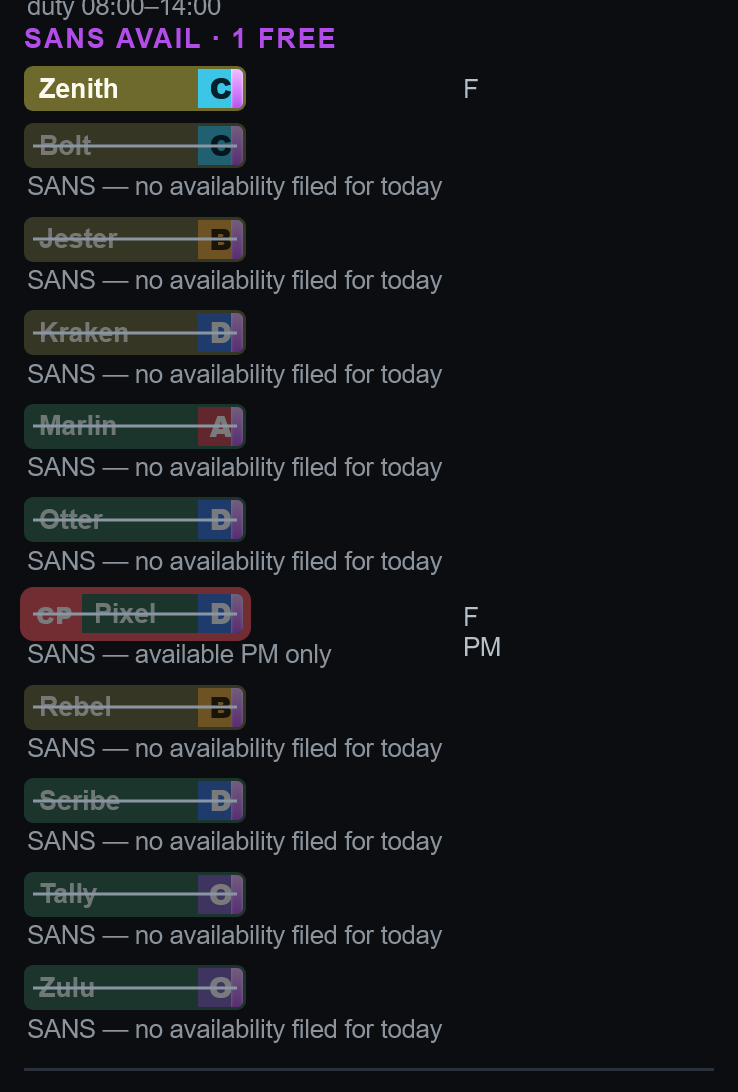 duty 08:00–14:00
SANS AVAIL · 1 FREE
Zenith C F
Bolt C
SANS — no availability filed for today
Jester B
SANS — no availability filed for today
Kraken D
SANS — no availability filed for today
Marlin A
SANS — no availability filed for today
Otter D
SANS — no availability filed for today
CP Pixel D F
SANS — available PM only PM
Rebel B
SANS — no availability filed for today
Scribe D
SANS — no availability filed for today
Tally O
SANS — no availability filed for today
Zulu O
SANS — no availability filed for today